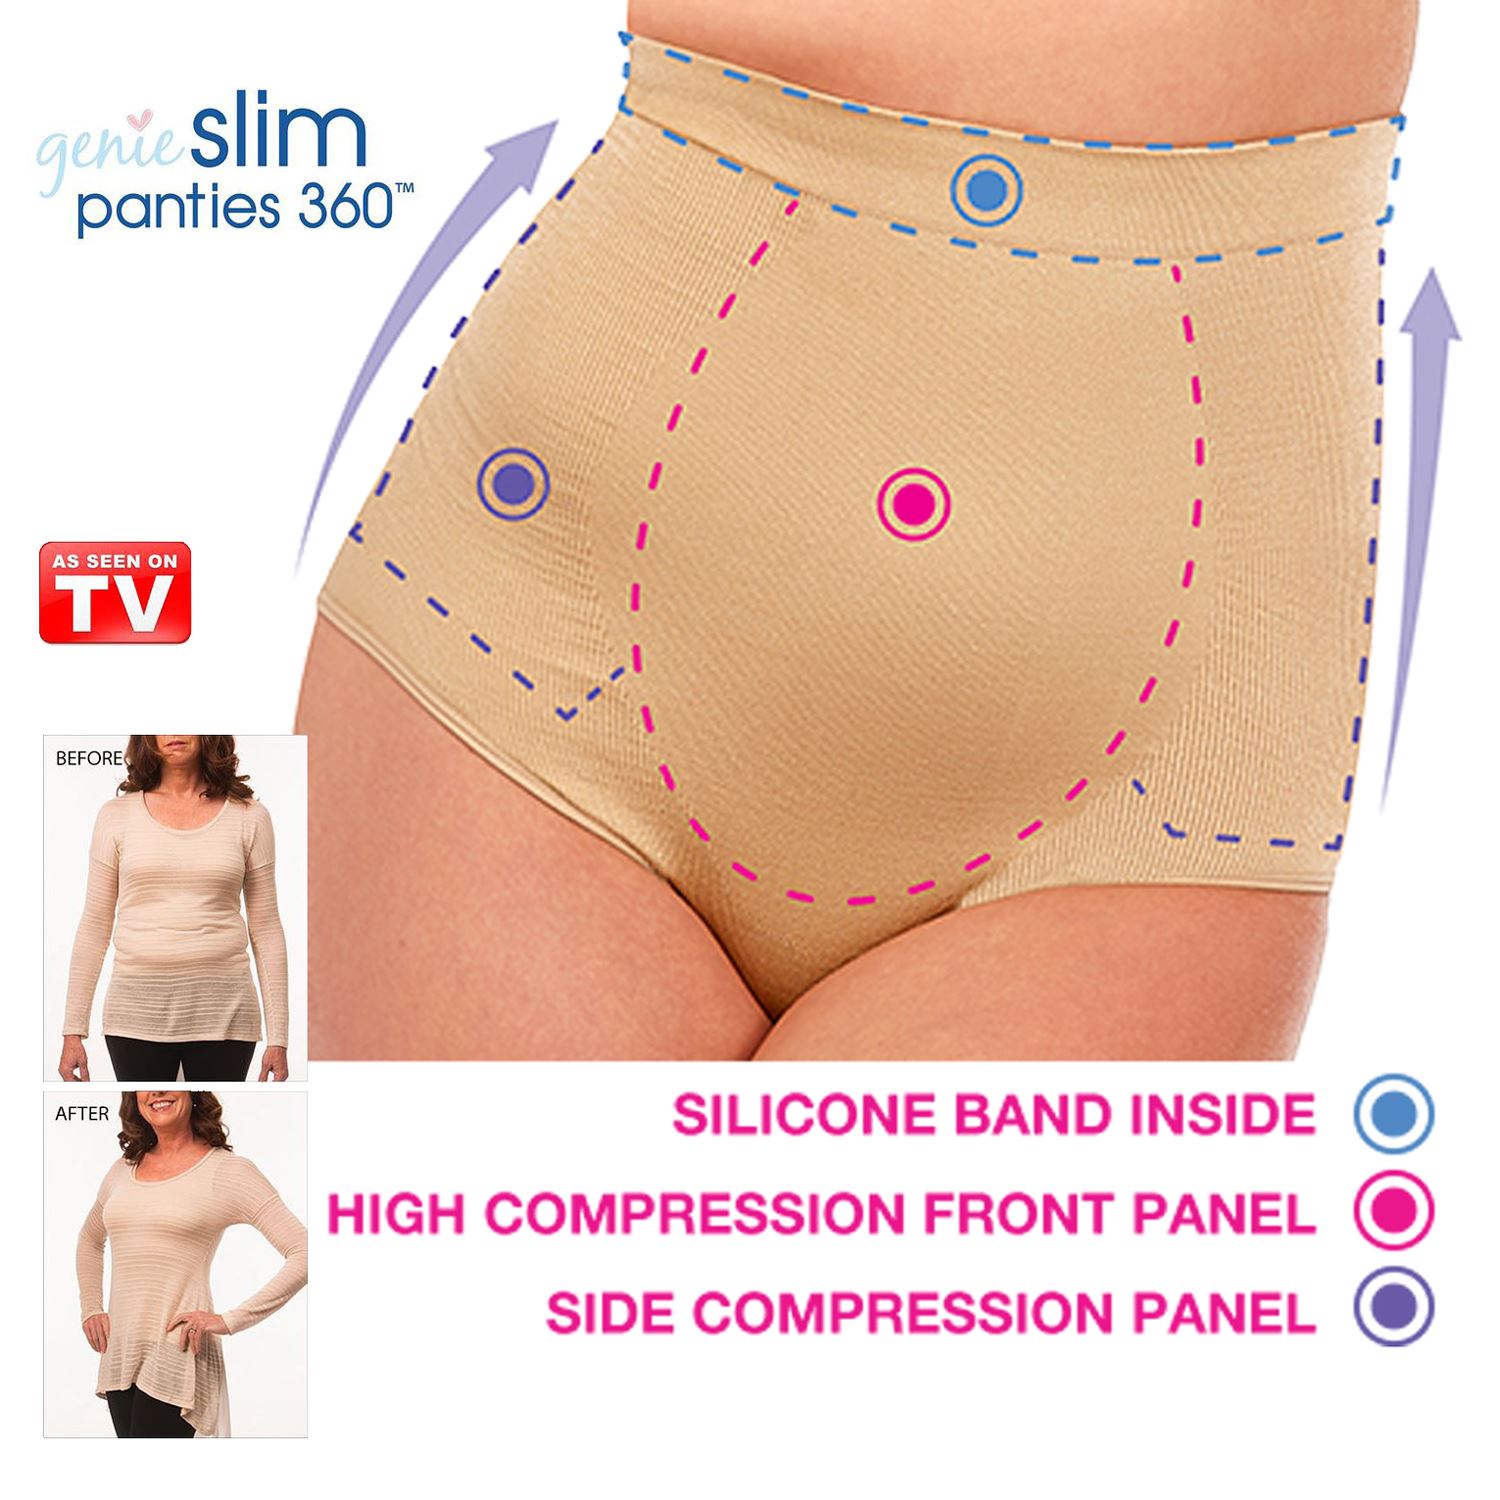 genie slim
panties 360™
AS SEEN ON
TV
BEFORE
AFTER
SILICONE BAND INSIDE
HIGH COMPRESSION FRONT PANEL
SIDE COMPRESSION PANEL